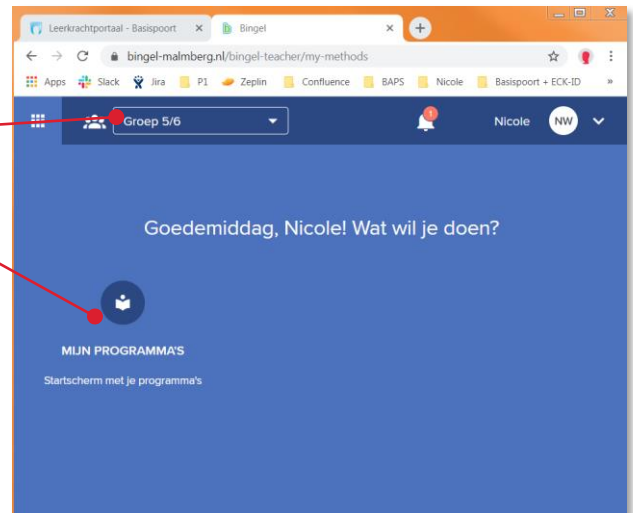 Leerkrachtportaal - Basispoort
Bingel
bingel-malmberg.nl/bingel-teacher/my-methods
Apps Slack Jira P1 Zeplin Confluence BAPS Nicole Basispoort + ECK-ID »
Groep 5/6 1 Nicole NW
Goedemiddag, Nicole! Wat wil je doen?
MIJN PROGRAMMA'S
Startscherm met je programma's